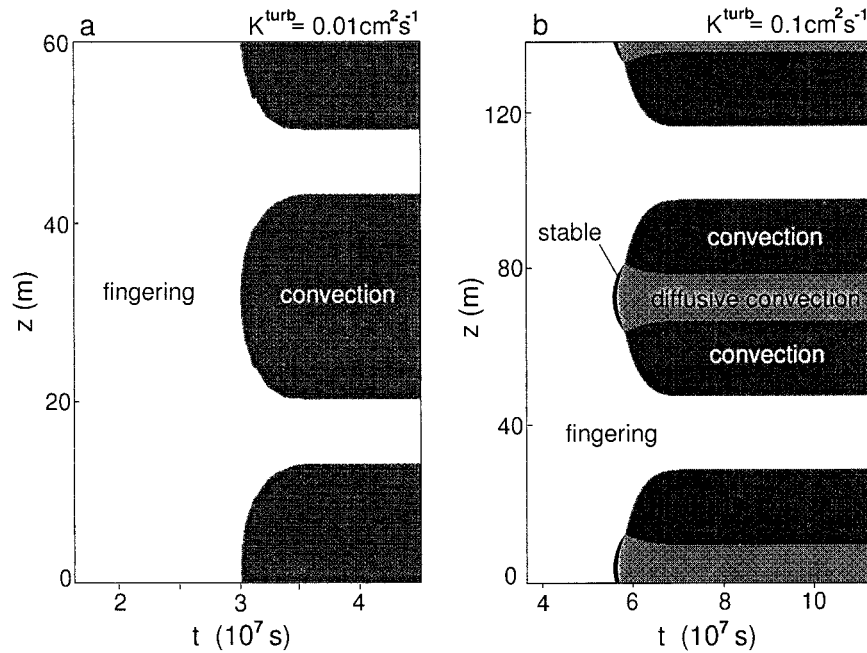 a
K^turb = 0.01cm²s⁻¹
60
40
20
0
z (m)
fingering
convection
2
3
4
t (10⁷ s)
b
K^turb = 0.1cm²s⁻¹
120
80
40
0
z (m)
stable
convection
diffusive convection
convection
fingering
4
6
8
10
t (10⁷ s)